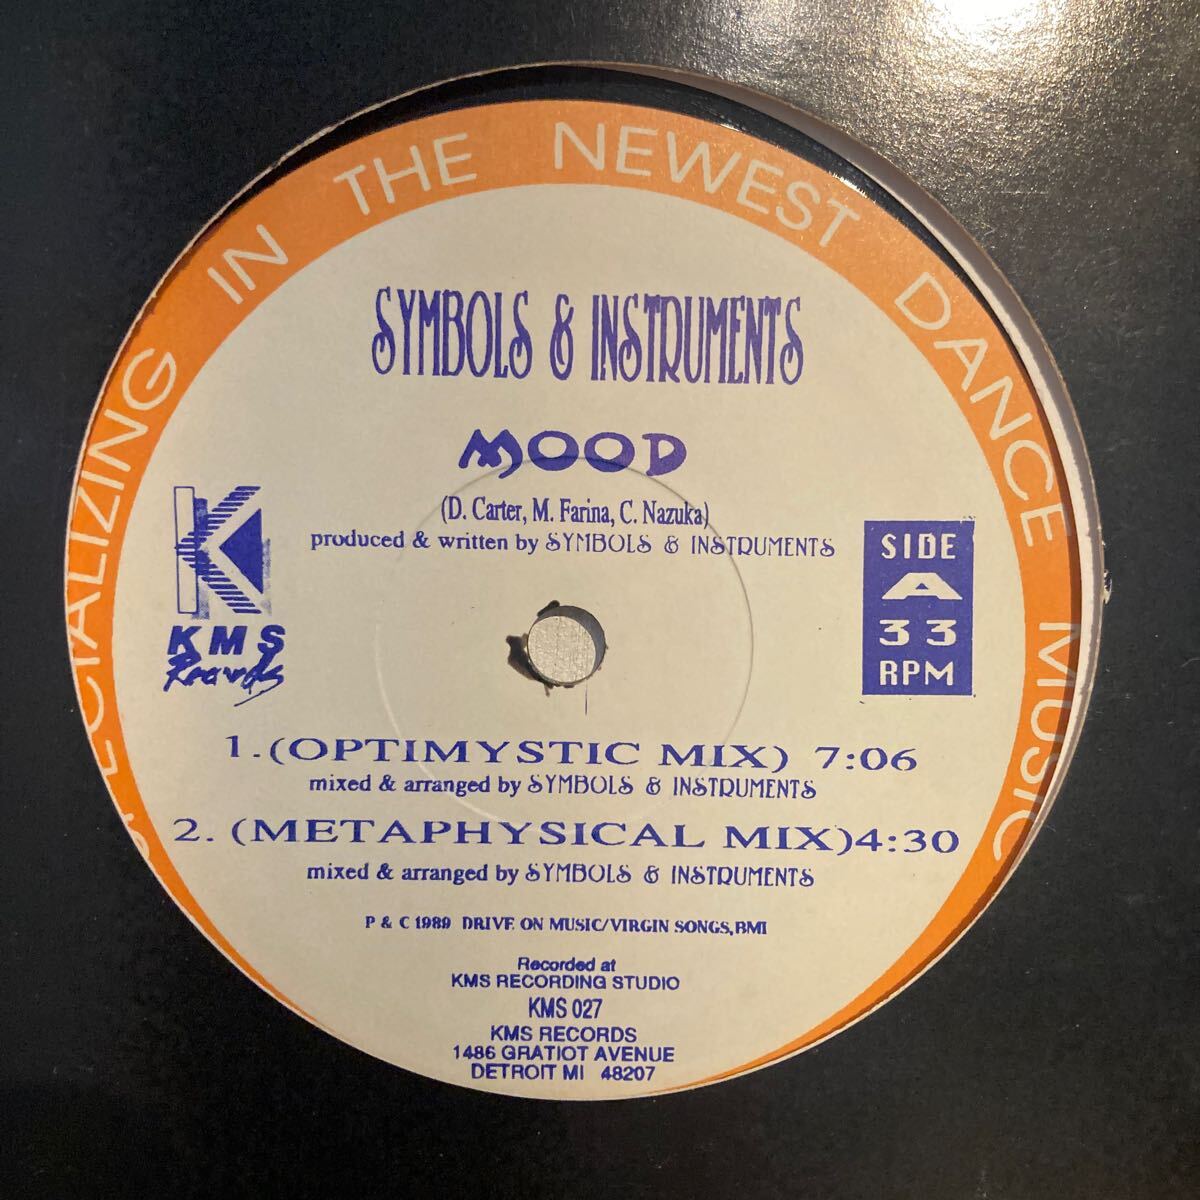 SPECIALIZING IN THE NEWEST DANCE MUSIC
SYMBOLS & INSTRUMENTS
MOOD
(D. Carter, M. Farina, C. Nazuka)
produced & written by SYMBOLS & INSTRUMENTS
K
KMS
Records
SIDE
A
33
RPM
1. (OPTIMYSTIC MIX) 7:06
mixed & arranged by SYMBOLS & INSTRUMENTS
2. (METAPHYSICAL MIX)4:30
mixed & arranged by SYMBOLS & INSTRUMENTS
P & C 1989 DRIVE ON MUSIC/VIRGIN SONGS, BMI
Recorded at
KMS RECORDING STUDIO
KMS 027
KMS RECORDS
1486 GRATIOT AVENUE
DETROIT MI 48207